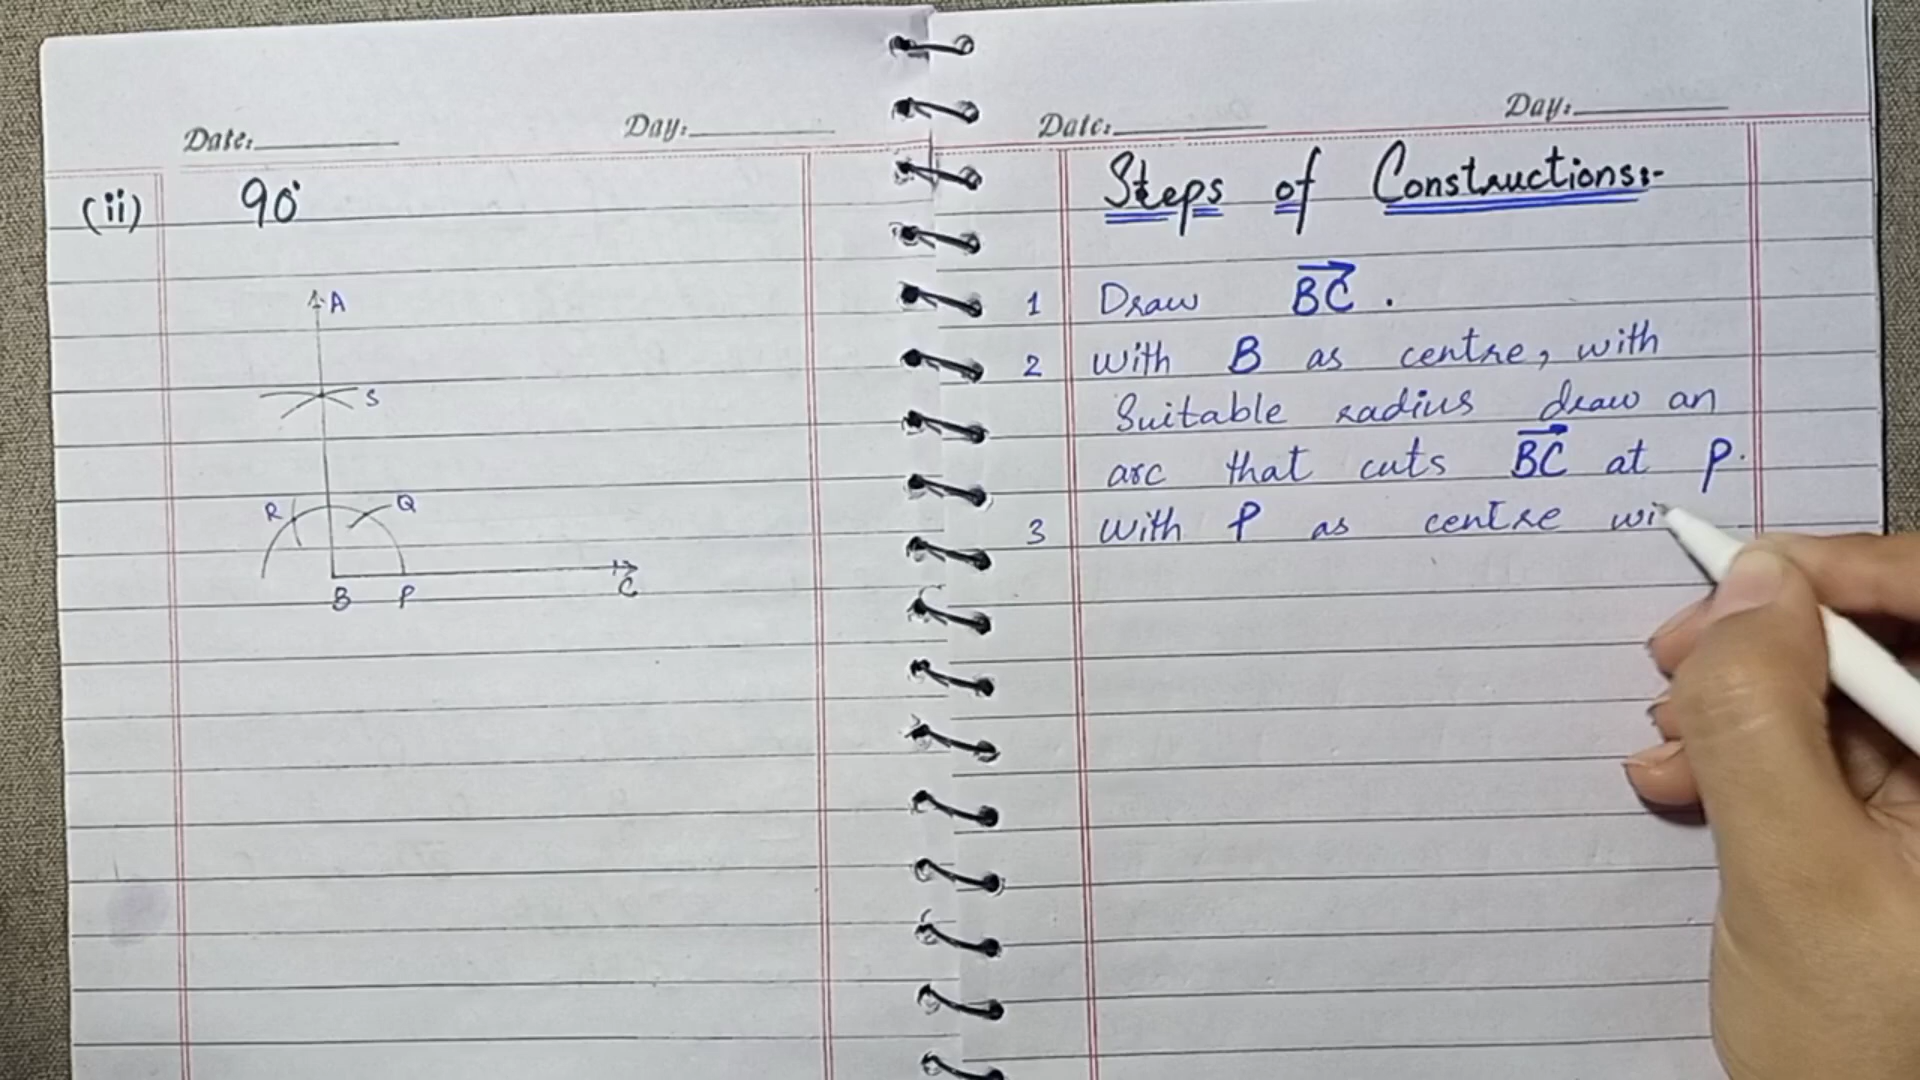 Date:
Day:
(ii) 90°
A
S
R
Q
B P C
Date:
Day:
Steps of Constructions:-
1 Draw BC.
2 with B as centre, with
Suitable radius draw an
arc that cuts BC at P.
3 with P as centre wi